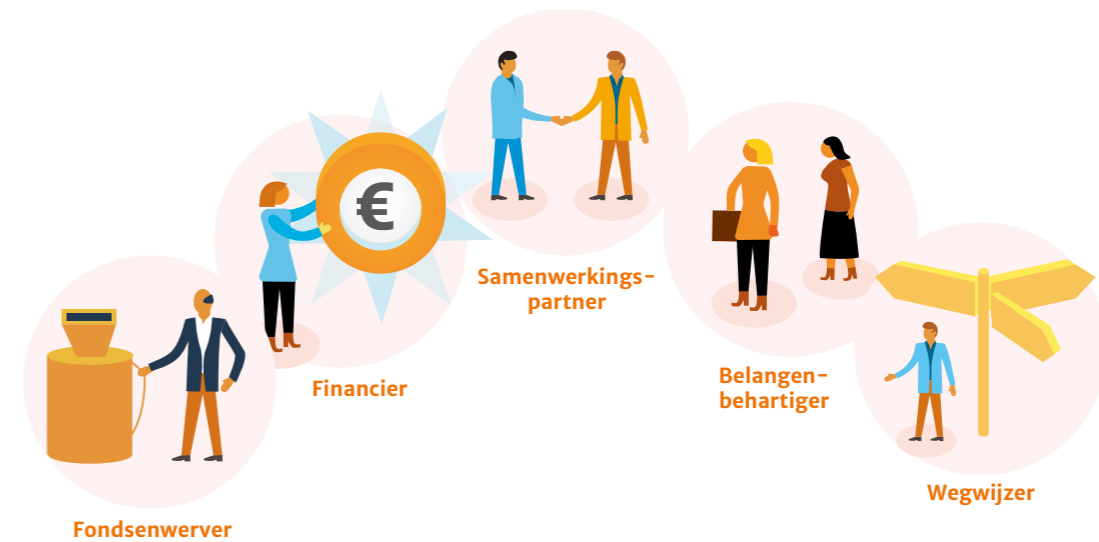 €
Samenwerkings-
partner
Financier
Belangen-
behartiger
Wegwijzer
Fondsenwerver